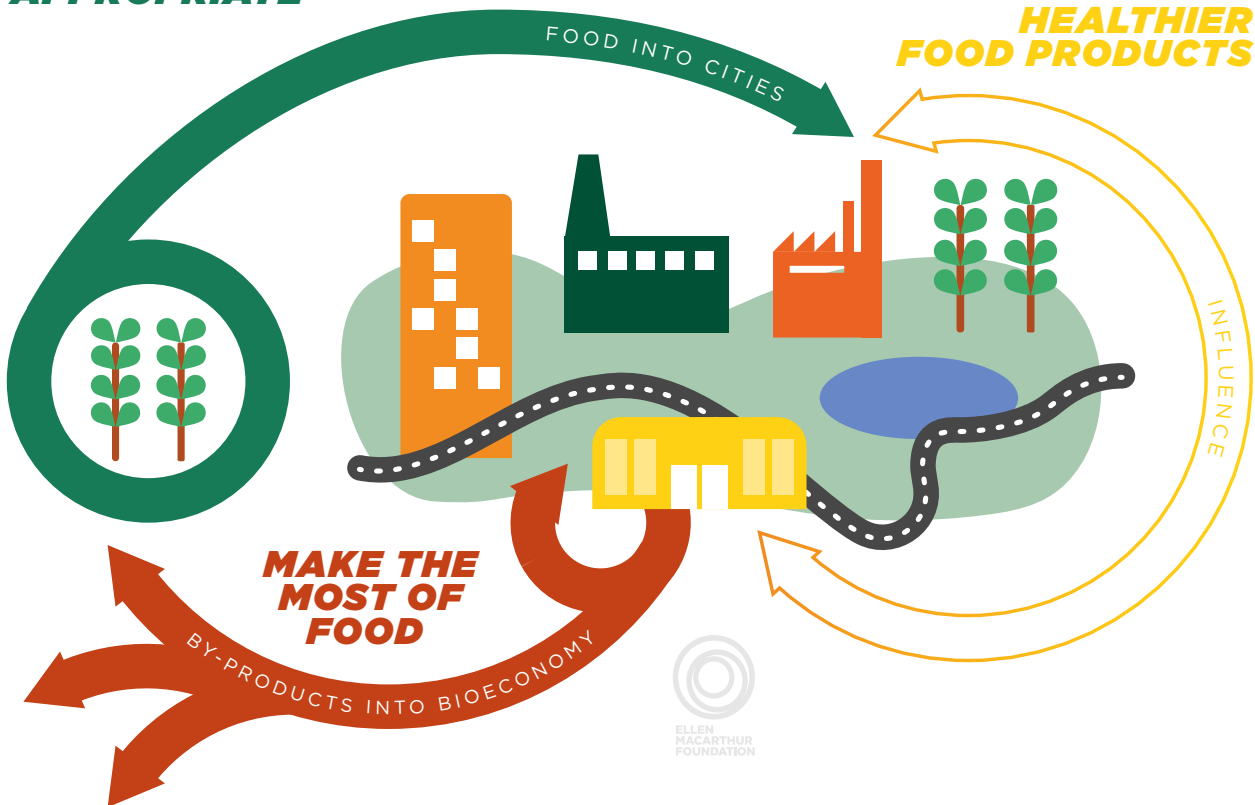 APPROPRIATE
HEALTHIER
FOOD PRODUCTS
FOOD INTO CITIES
INFLUENCE
MAKE THE
MOST OF
FOOD
BY-PRODUCTS INTO BIOECONOMY
ELLEN
MACARTHUR
FOUNDATION